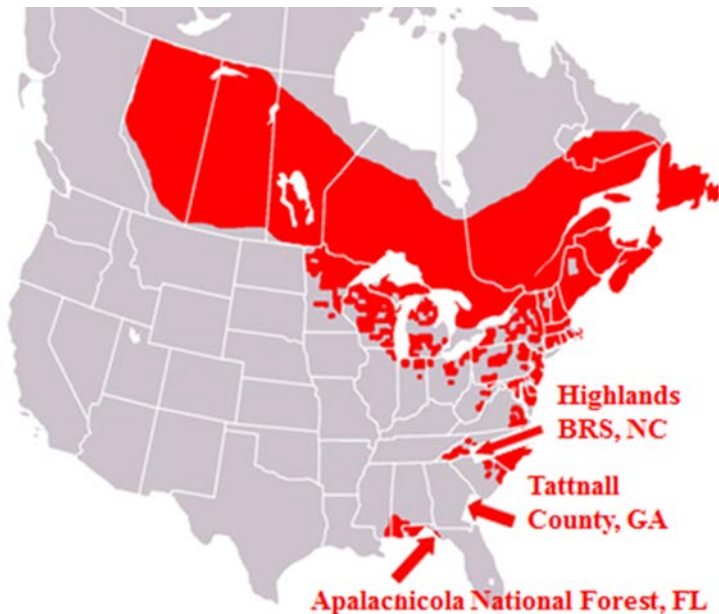 Highlands
BRS, NC
Tattnall
County, GA
Apalachicola National Forest, FL